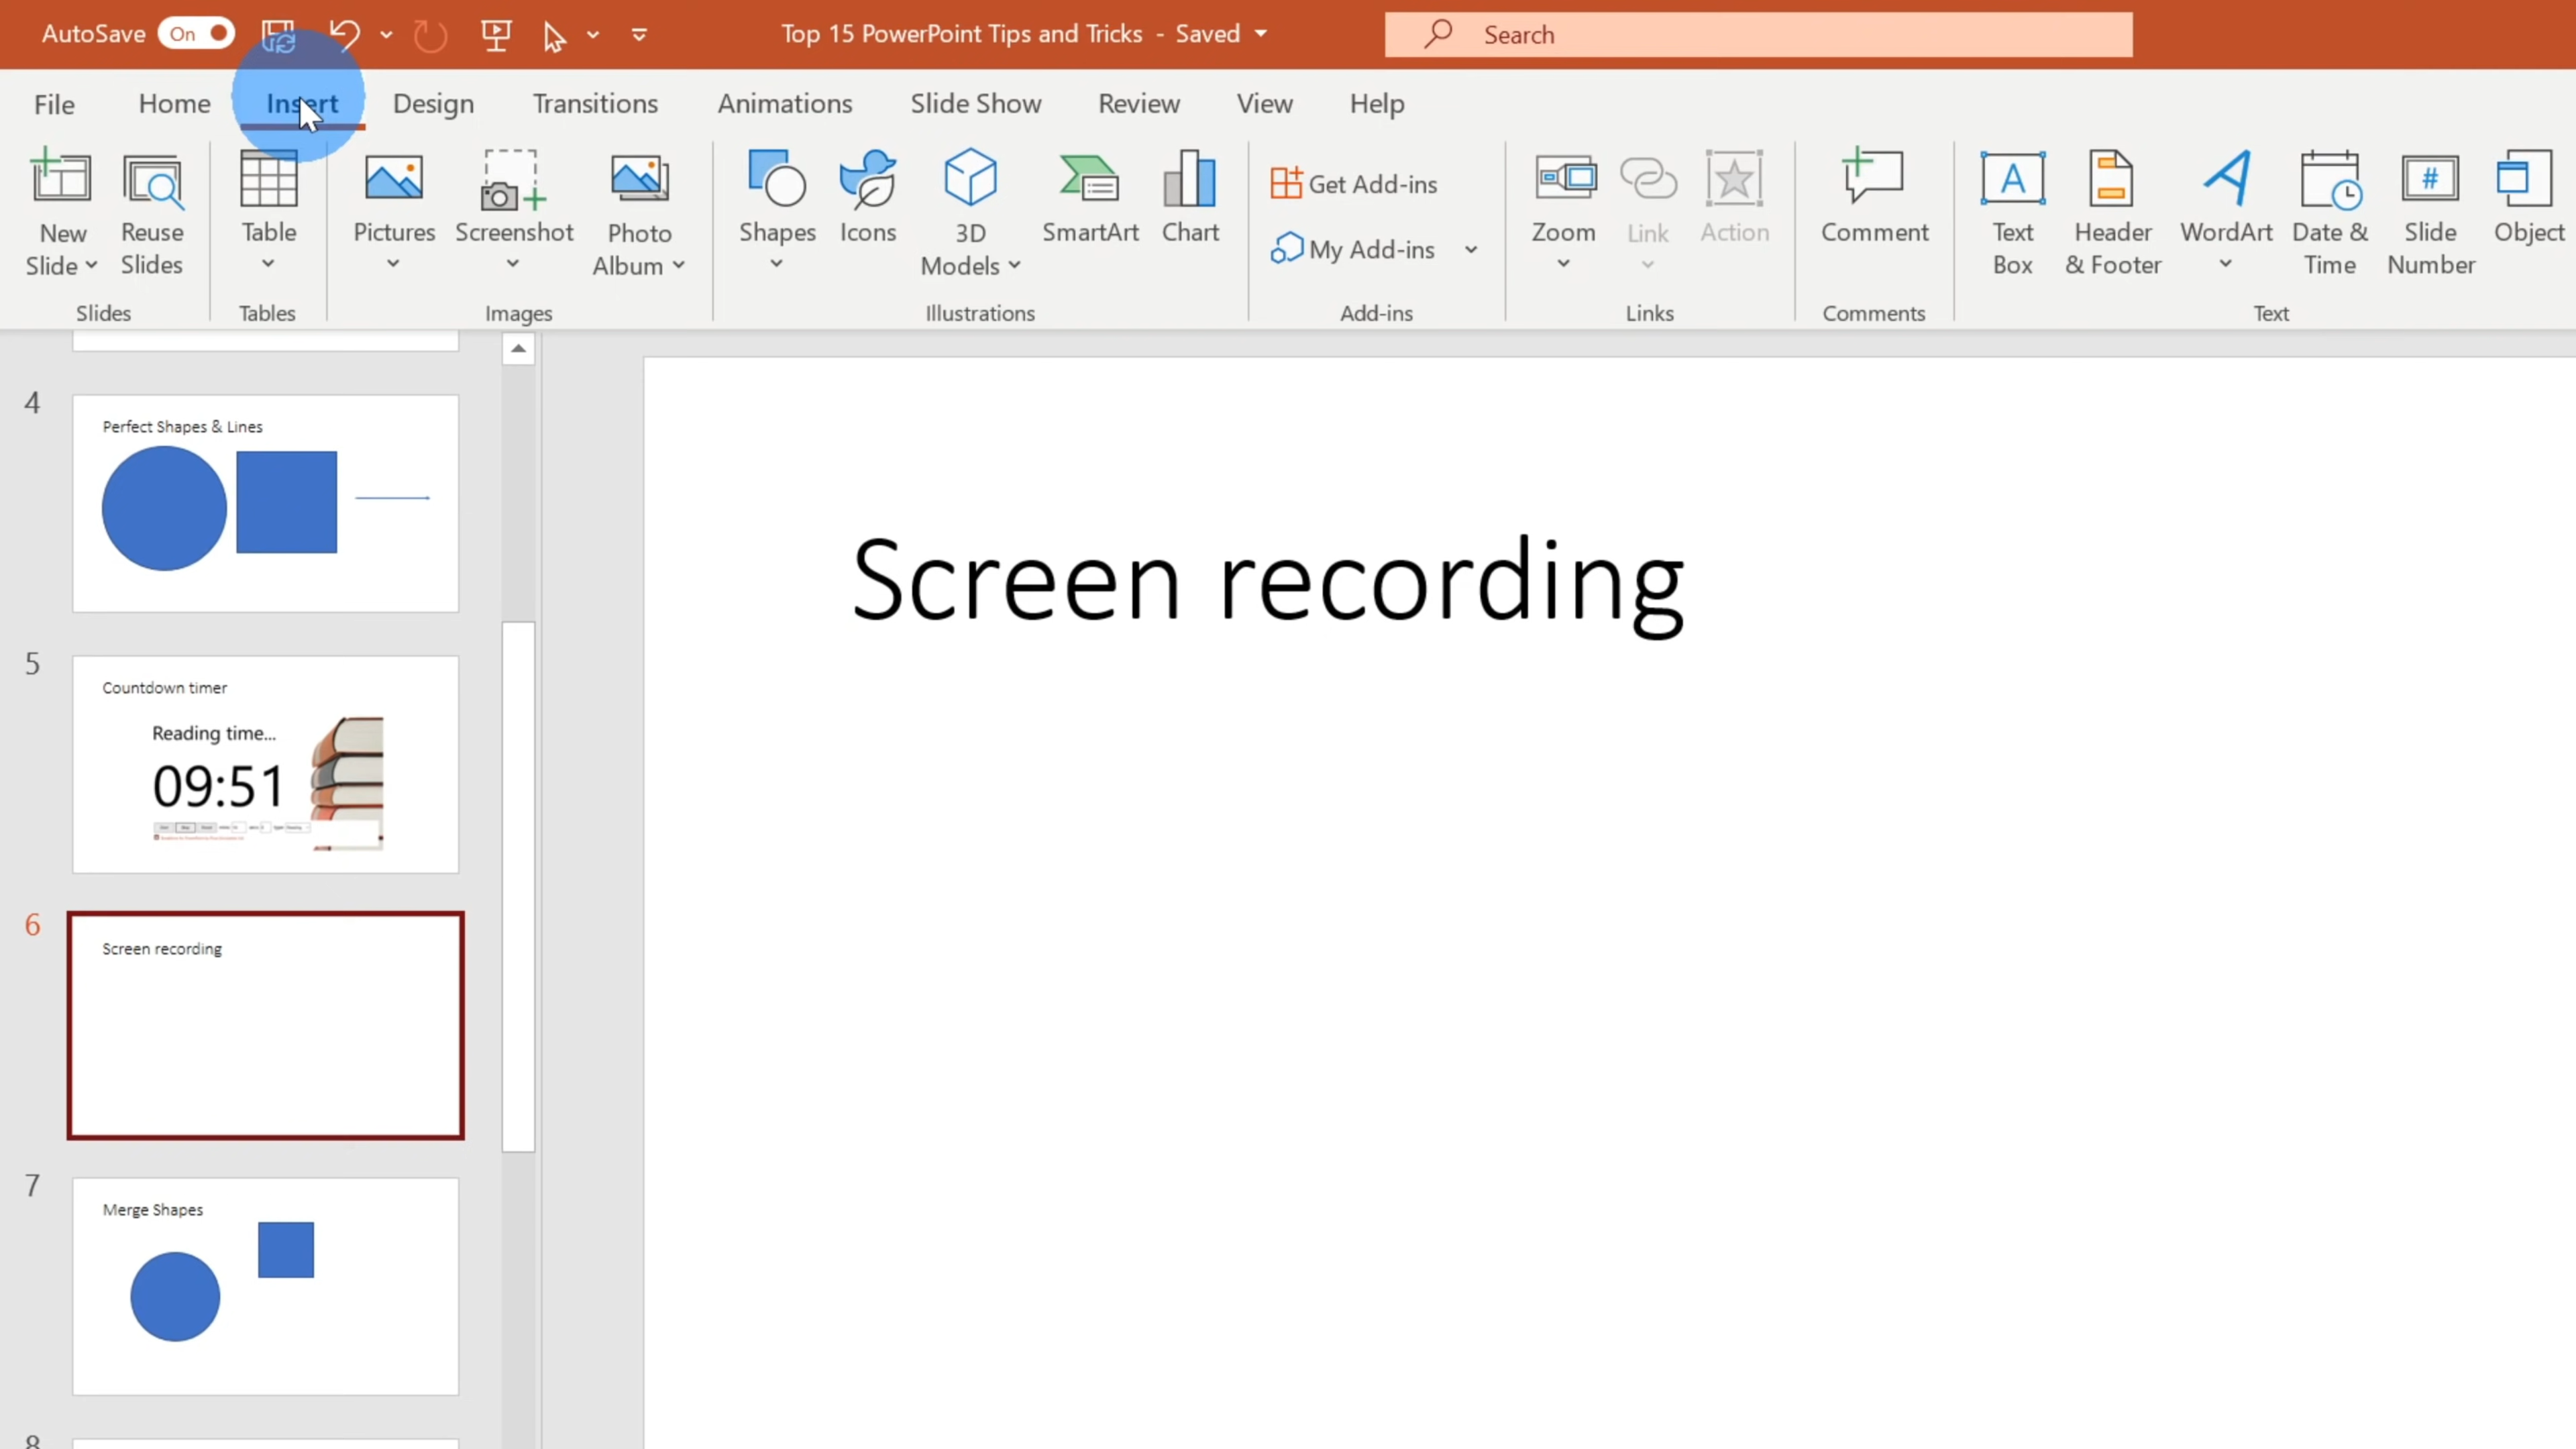 AutoSave On Top 15 PowerPoint Tips and Tricks - Saved Search
File Home Insert Design Transitions Animations Slide Show Review View Help
New Slide
Reuse Slides
Table
Pictures
Screenshot
Photo Album
Shapes
Icons
3D Models
SmartArt
Chart
Get Add-ins
My Add-ins
Zoom
Link
Action
Comment
A
Text Box
Header & Footer
WordArt
Date & Time
#
Slide Number
Object
Slides Tables Images Illustrations Add-ins Links Comments Text
4
Perfect Shapes & Lines
5
Countdown timer
Reading time...
09:51
6
Screen recording
7
Merge Shapes
8
Screen recording